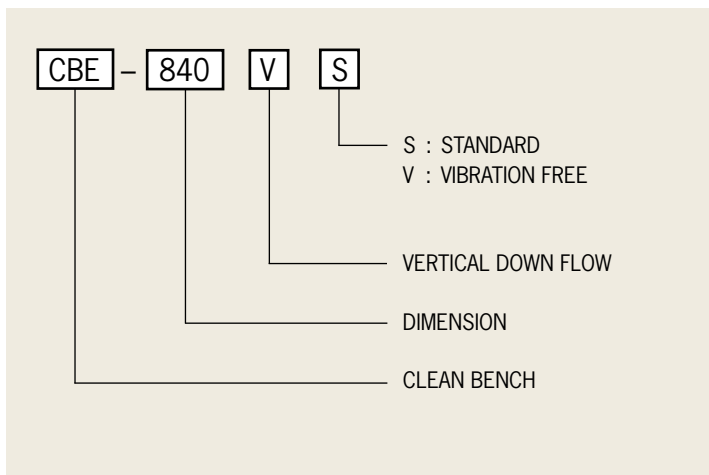 CBE – 840 V S
S : STANDARD
V : VIBRATION FREE
VERTICAL DOWN FLOW
DIMENSION
CLEAN BENCH